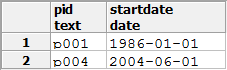 pid startdate
text date
1 p001 1986-01-01
2 p004 2004-06-01